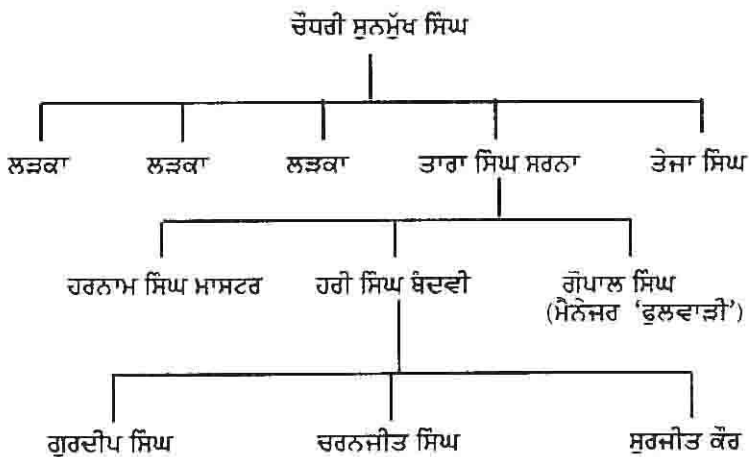 ਚੌਧਰੀ ਸੁਨਮੁੱਖ ਸਿੰਘ
ਲੜਕਾ ਲੜਕਾ ਲੜਕਾ ਤਾਰਾ ਸਿੰਘ ਸਰਨਾ ਤੇਜਾ ਸਿੰਘ
ਹਰਨਾਮ ਸਿੰਘ ਮਾਸਟਰ ਹਰੀ ਸਿੰਘ ਬੰਦਵੀ ਗੋਪਾਲ ਸਿੰਘ
(ਮੈਨੇਜਰ ‘ਫੁਲਵਾੜੀ’)
ਗੁਰਦੀਪ ਸਿੰਘ ਚਰਨਜੀਤ ਸਿੰਘ ਸੁਰਜੀਤ ਕੌਰ